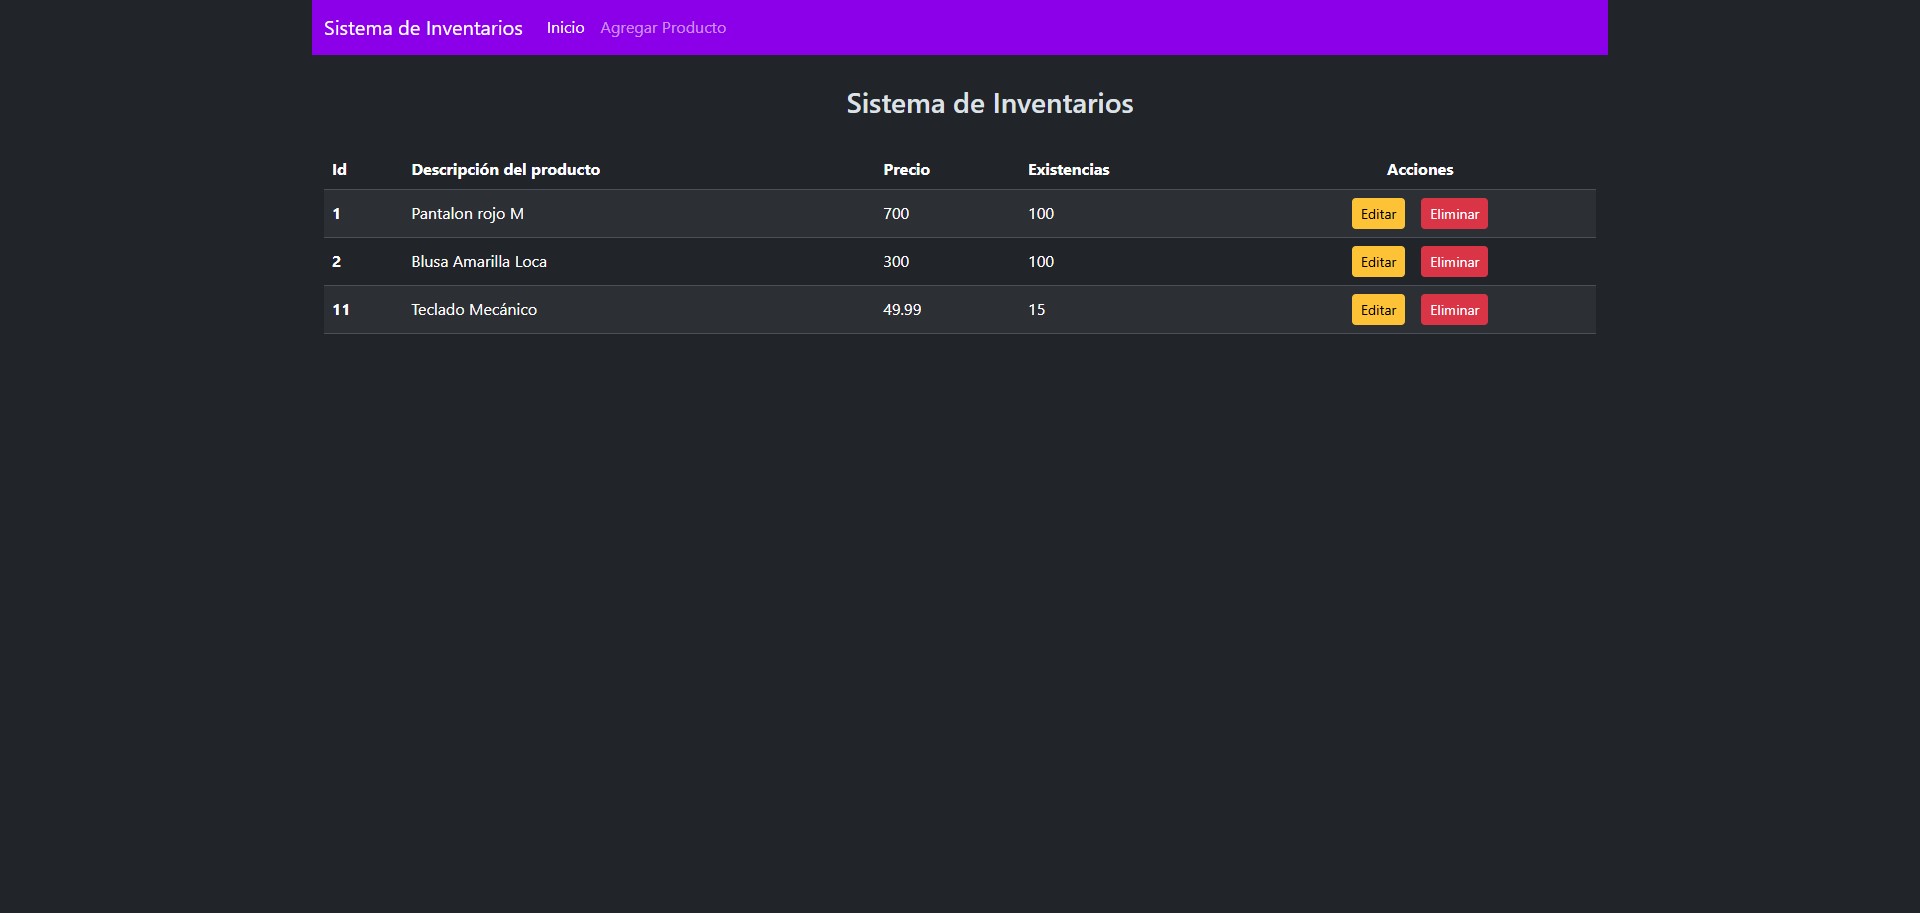 Sistema de Inventarios Inicio Agregar Producto
Sistema de Inventarios
Id Descripción del producto Precio Existencias Acciones
1 Pantalon rojo M 700 100 Editar Eliminar
2 Blusa Amarilla Loca 300 100 Editar Eliminar
11 Teclado Mecánico 49.99 15 Editar Eliminar